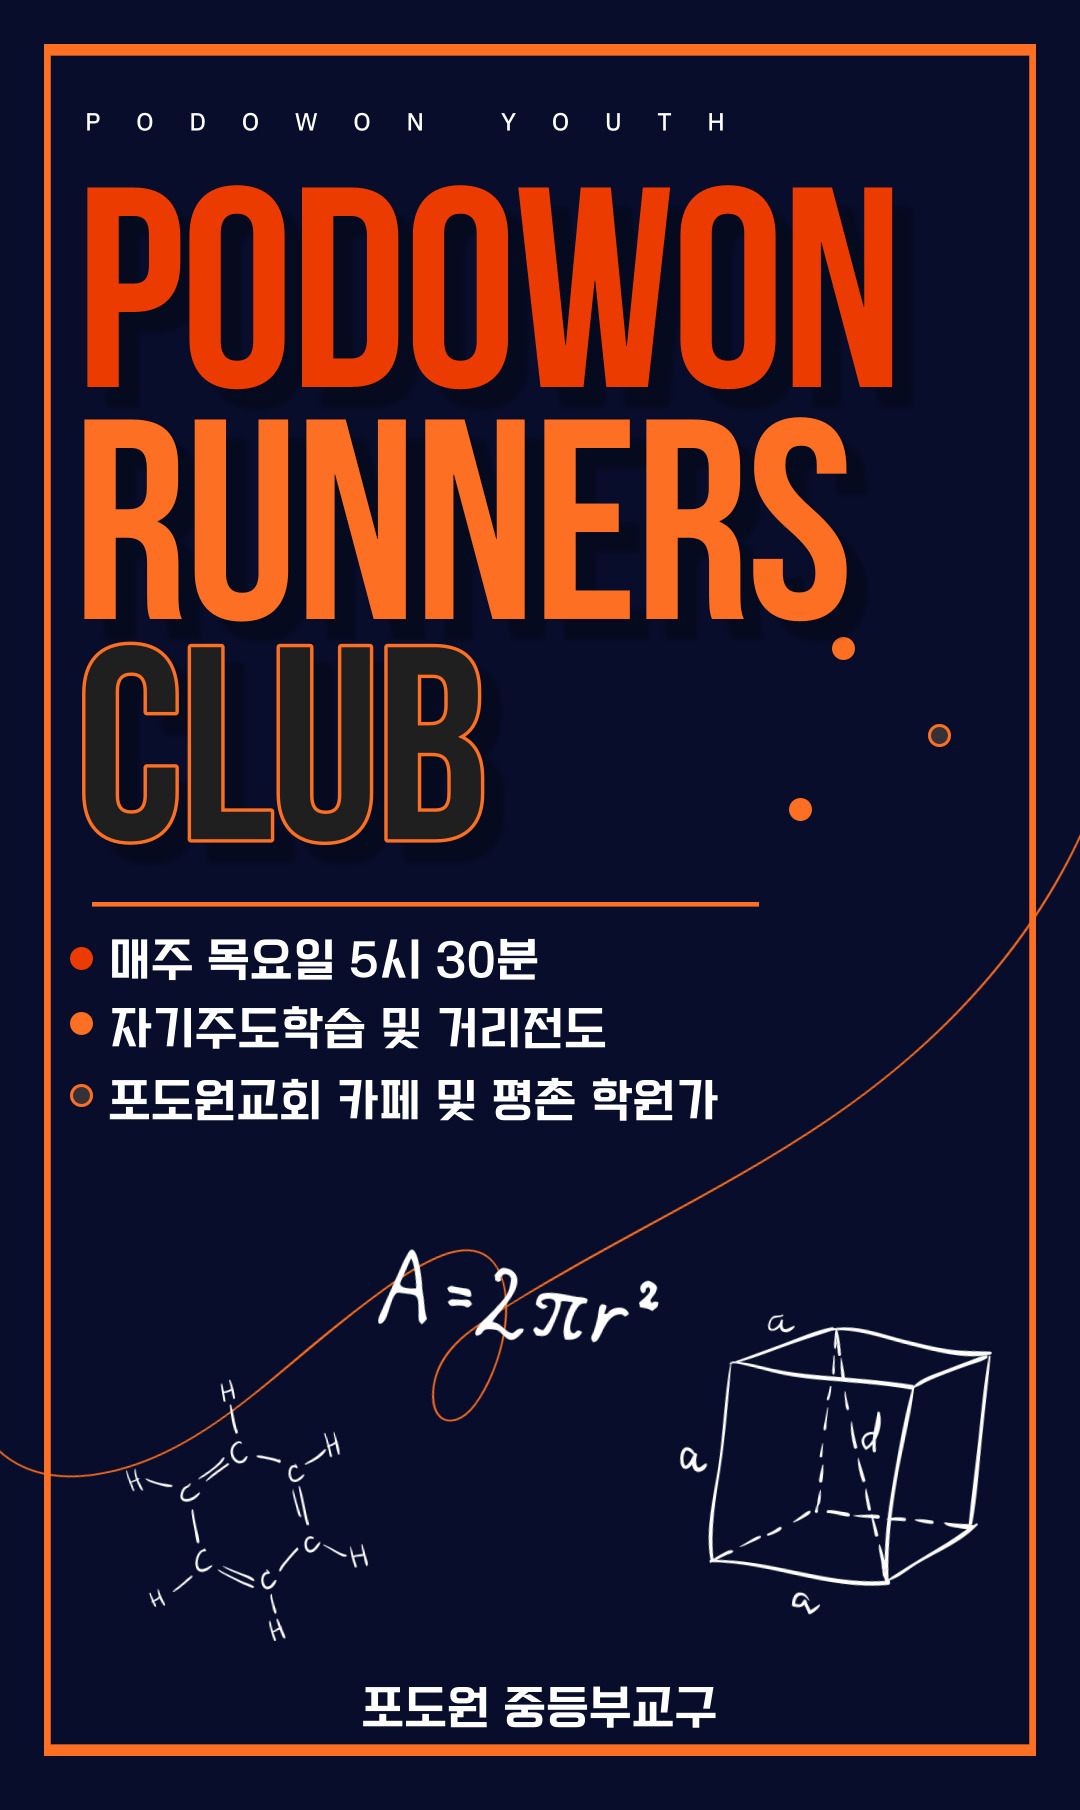 PODOWON YOUTH
PODOWON
RUNNERS
CLUB
매주 목요일 5시 30분
자기주도학습 및 거리전도
포도원교회 카페 및 평촌 학원가
A=2πr²
a
a
d
a
H
H
H
C
C
C
C
C
C
H
H
H
포도원 중등부교구